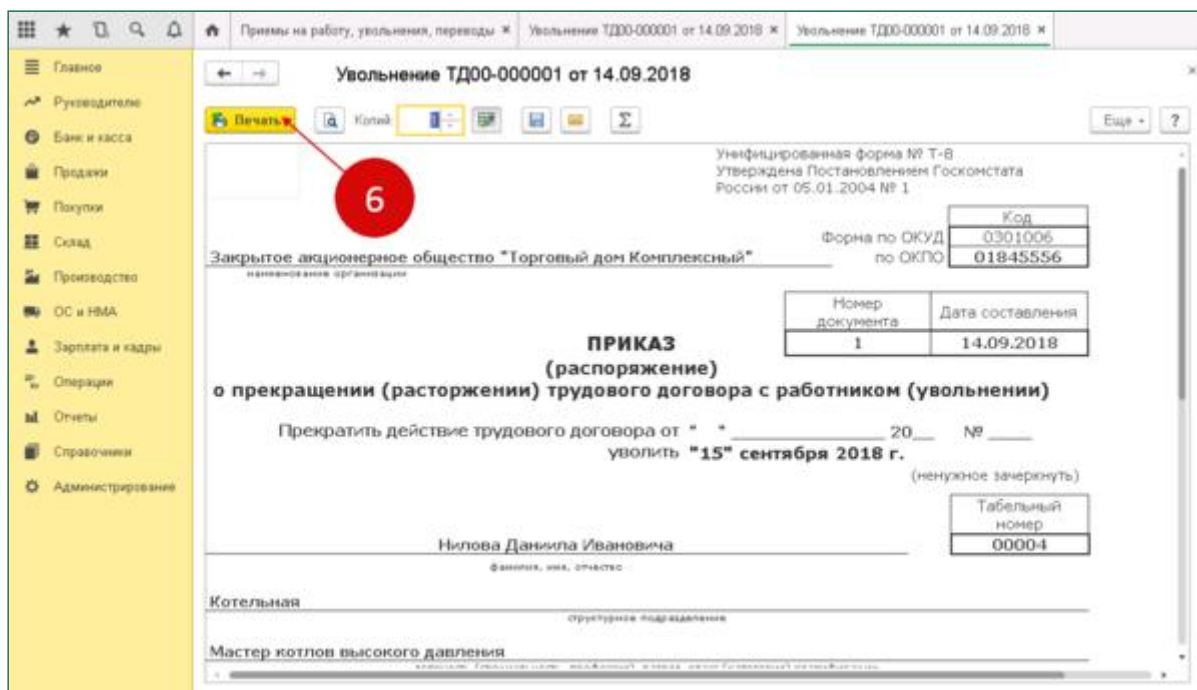 Приемы на работу, увольнения, переводы × Увольнение ТД00-000001 от 14.09.2018 × Увольнение ТД00-000001 от 14.09.2018 ×
Главное
Руководителю
Банк и касса
Продажи
Покупки
Склад
Производство
ОС и НМА
Зарплата и кадры
Операции
Отчеты
Справочники
Администрирование
Увольнение ТД00-000001 от 14.09.2018 ×
Печать Копий: 1 Σ Еще ?
6
Унифицированная форма № Т-8
Утверждена Постановлением Госкомстата
России от 05.01.2004 № 1
Код
Форма по ОКУД 0301006
Закрытое акционерное общество "Торговый дом Комплексный" по ОКПО 01845556
наименование организации
Номер документа Дата составления
1 14.09.2018
ПРИКАЗ
(распоряжение)
о прекращении (расторжении) трудового договора с работником (увольнении)
Прекратить действие трудового договора от " " ____________ 20__ № ____
уволить "15" сентября 2018 г.
(ненужное зачеркнуть)
Табельный номер
Нилова Даниила Ивановича 00004
фамилия, имя, отчество
Котельная
структурное подразделение
Мастер котлов высокого давления